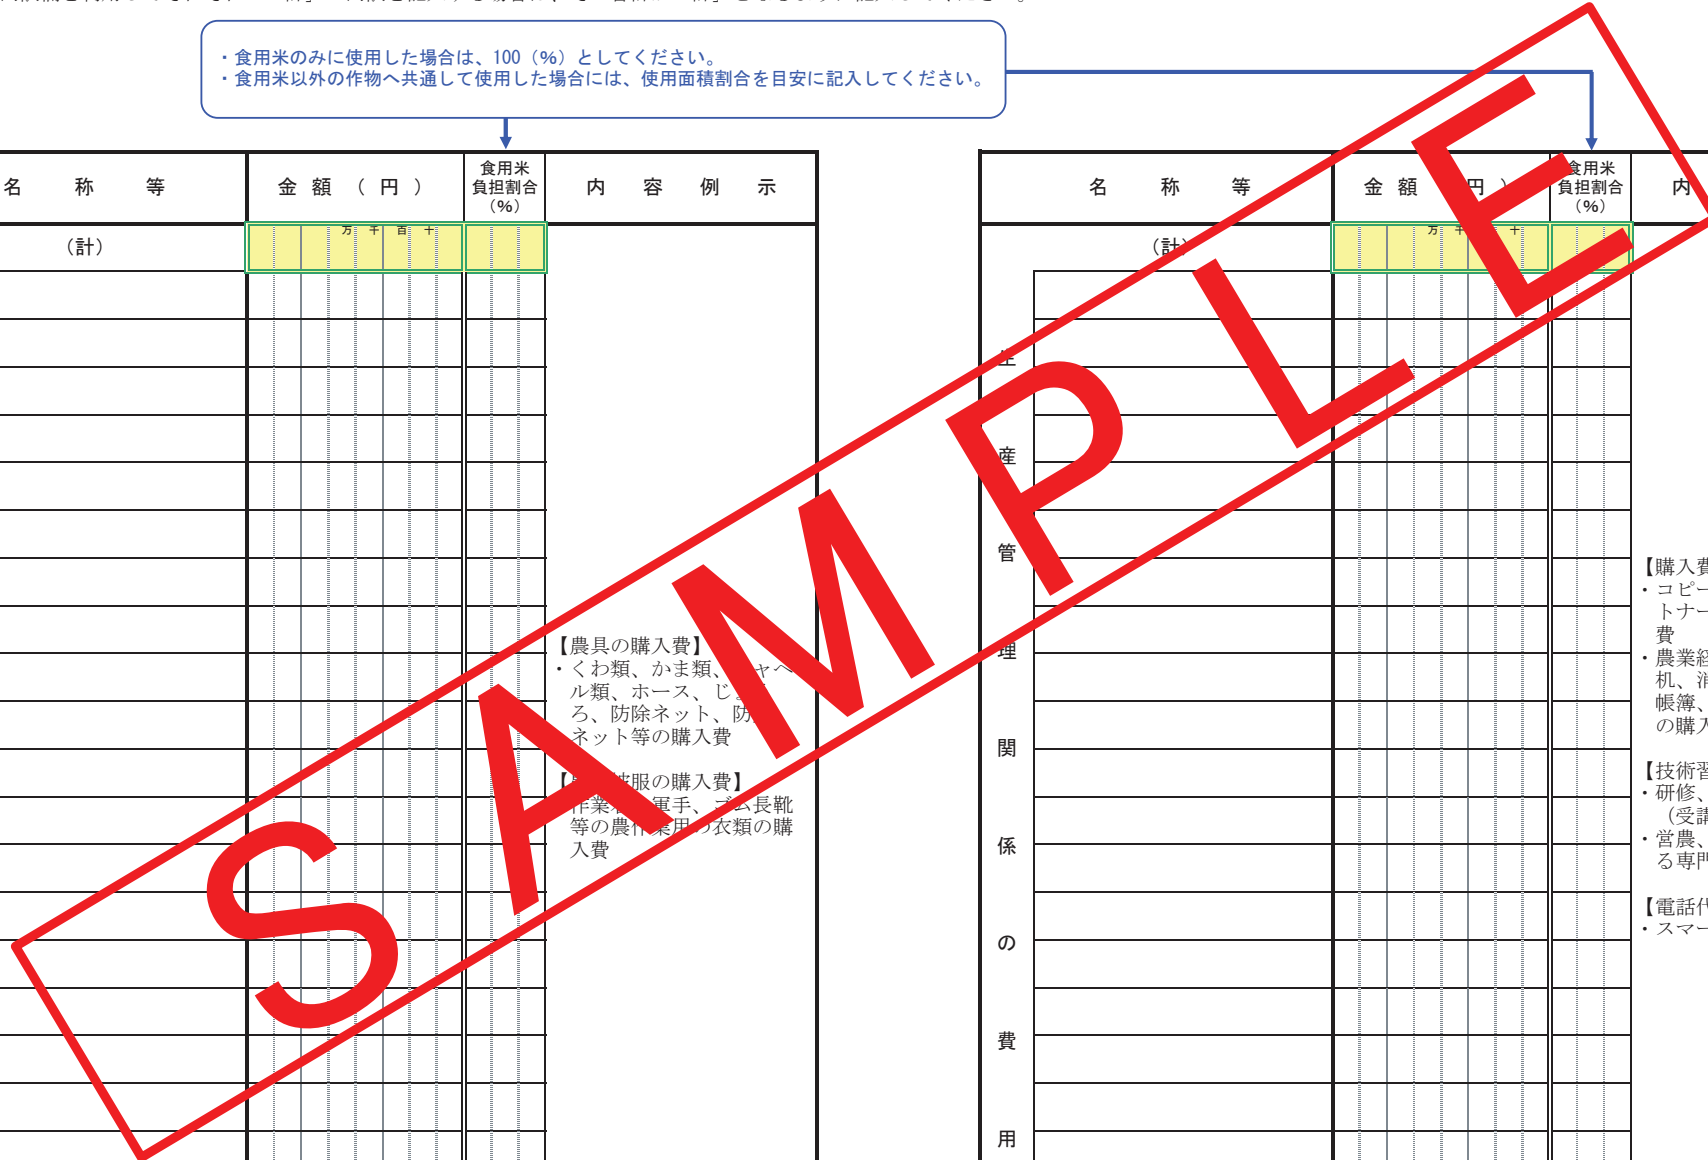 ・食用米のみに使用した場合は、100（%）としてください。
・食用米以外の作物へ共通して使用した場合には、使用面積割合を目安に記入してください。
名 称 等
金 額 （ 円 ）
食用米
負担割合
（%）
内 容 例 示
（計）
万 千 百 十
【農具の購入費】
・くわ類、かま類、
ル類、ホース、じ
ろ、防除ネット、防
ネット等の購入費
被服の購入費】
作業 軍手、ゴム長靴
等の農作業用の衣類の購
入費
名 称 等
金 額 円 ）
食用米
負担割合
（%）
内
（計）
万 千 十
生
産
管
理
関
係
の
費
用
【購入費
・コピー
トナー
費
・農業経
机、消
帳簿、
の購入
【技術習
・研修、
（受講
・営農、
る専門
【電話代
・スマー
SAMPLE